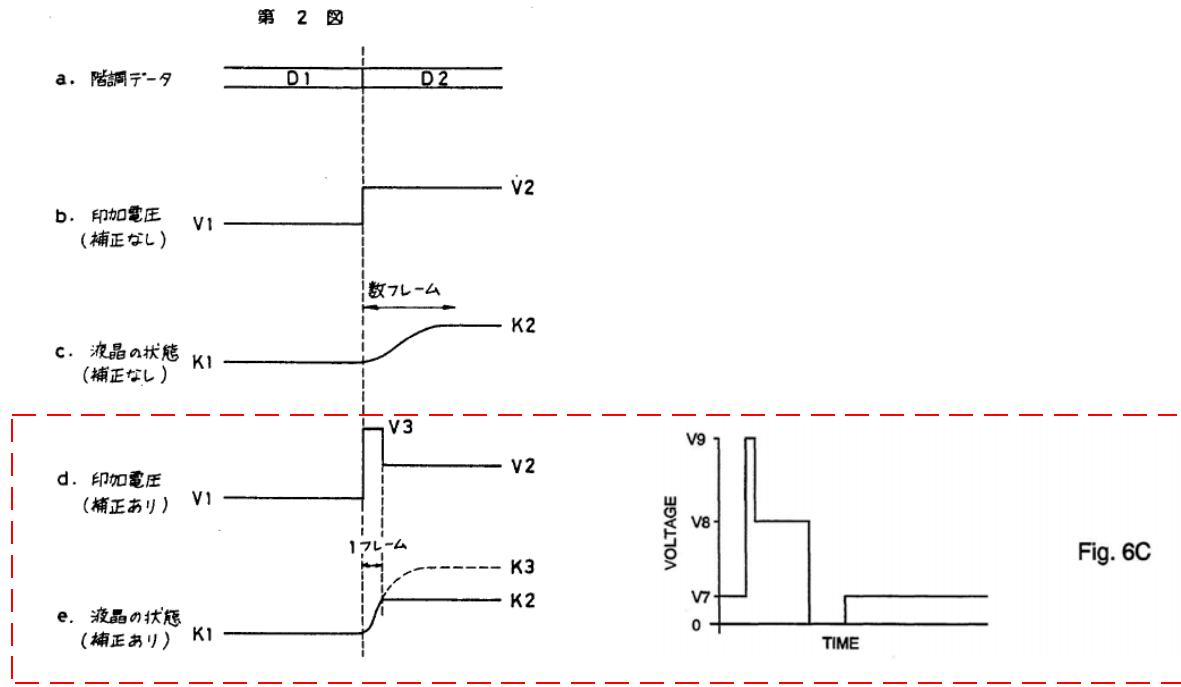 第 2 図
a. 階調データ
D1
D2
b. 印加電圧
(補正なし)
V1
V2
数フレーム
c. 液晶の状態
(補正なし)
K1
K2
d. 印加電圧
(補正あり)
V1
V3
V2
1フレーム
e. 液晶の状態
(補正あり)
K1
K3
K2
V9
V8
V7
0
VOLTAGE
TIME
Fig. 6C